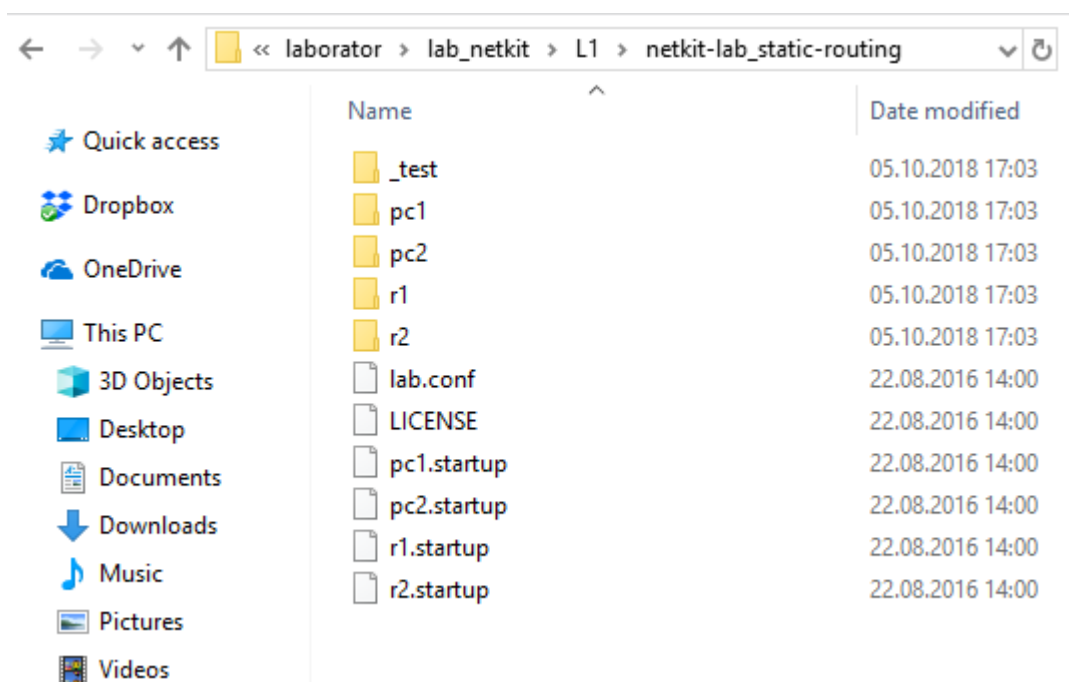 « laborator > lab_netkit > L1 > netkit-lab_static-routing
Name Date modified
Quick access
Dropbox
OneDrive
This PC
3D Objects
Desktop
Documents
Downloads
Music
Pictures
Videos
_test 05.10.2018 17:03
pc1 05.10.2018 17:03
pc2 05.10.2018 17:03
r1 05.10.2018 17:03
r2 05.10.2018 17:03
lab.conf 22.08.2016 14:00
LICENSE 22.08.2016 14:00
pc1.startup 22.08.2016 14:00
pc2.startup 22.08.2016 14:00
r1.startup 22.08.2016 14:00
r2.startup 22.08.2016 14:00